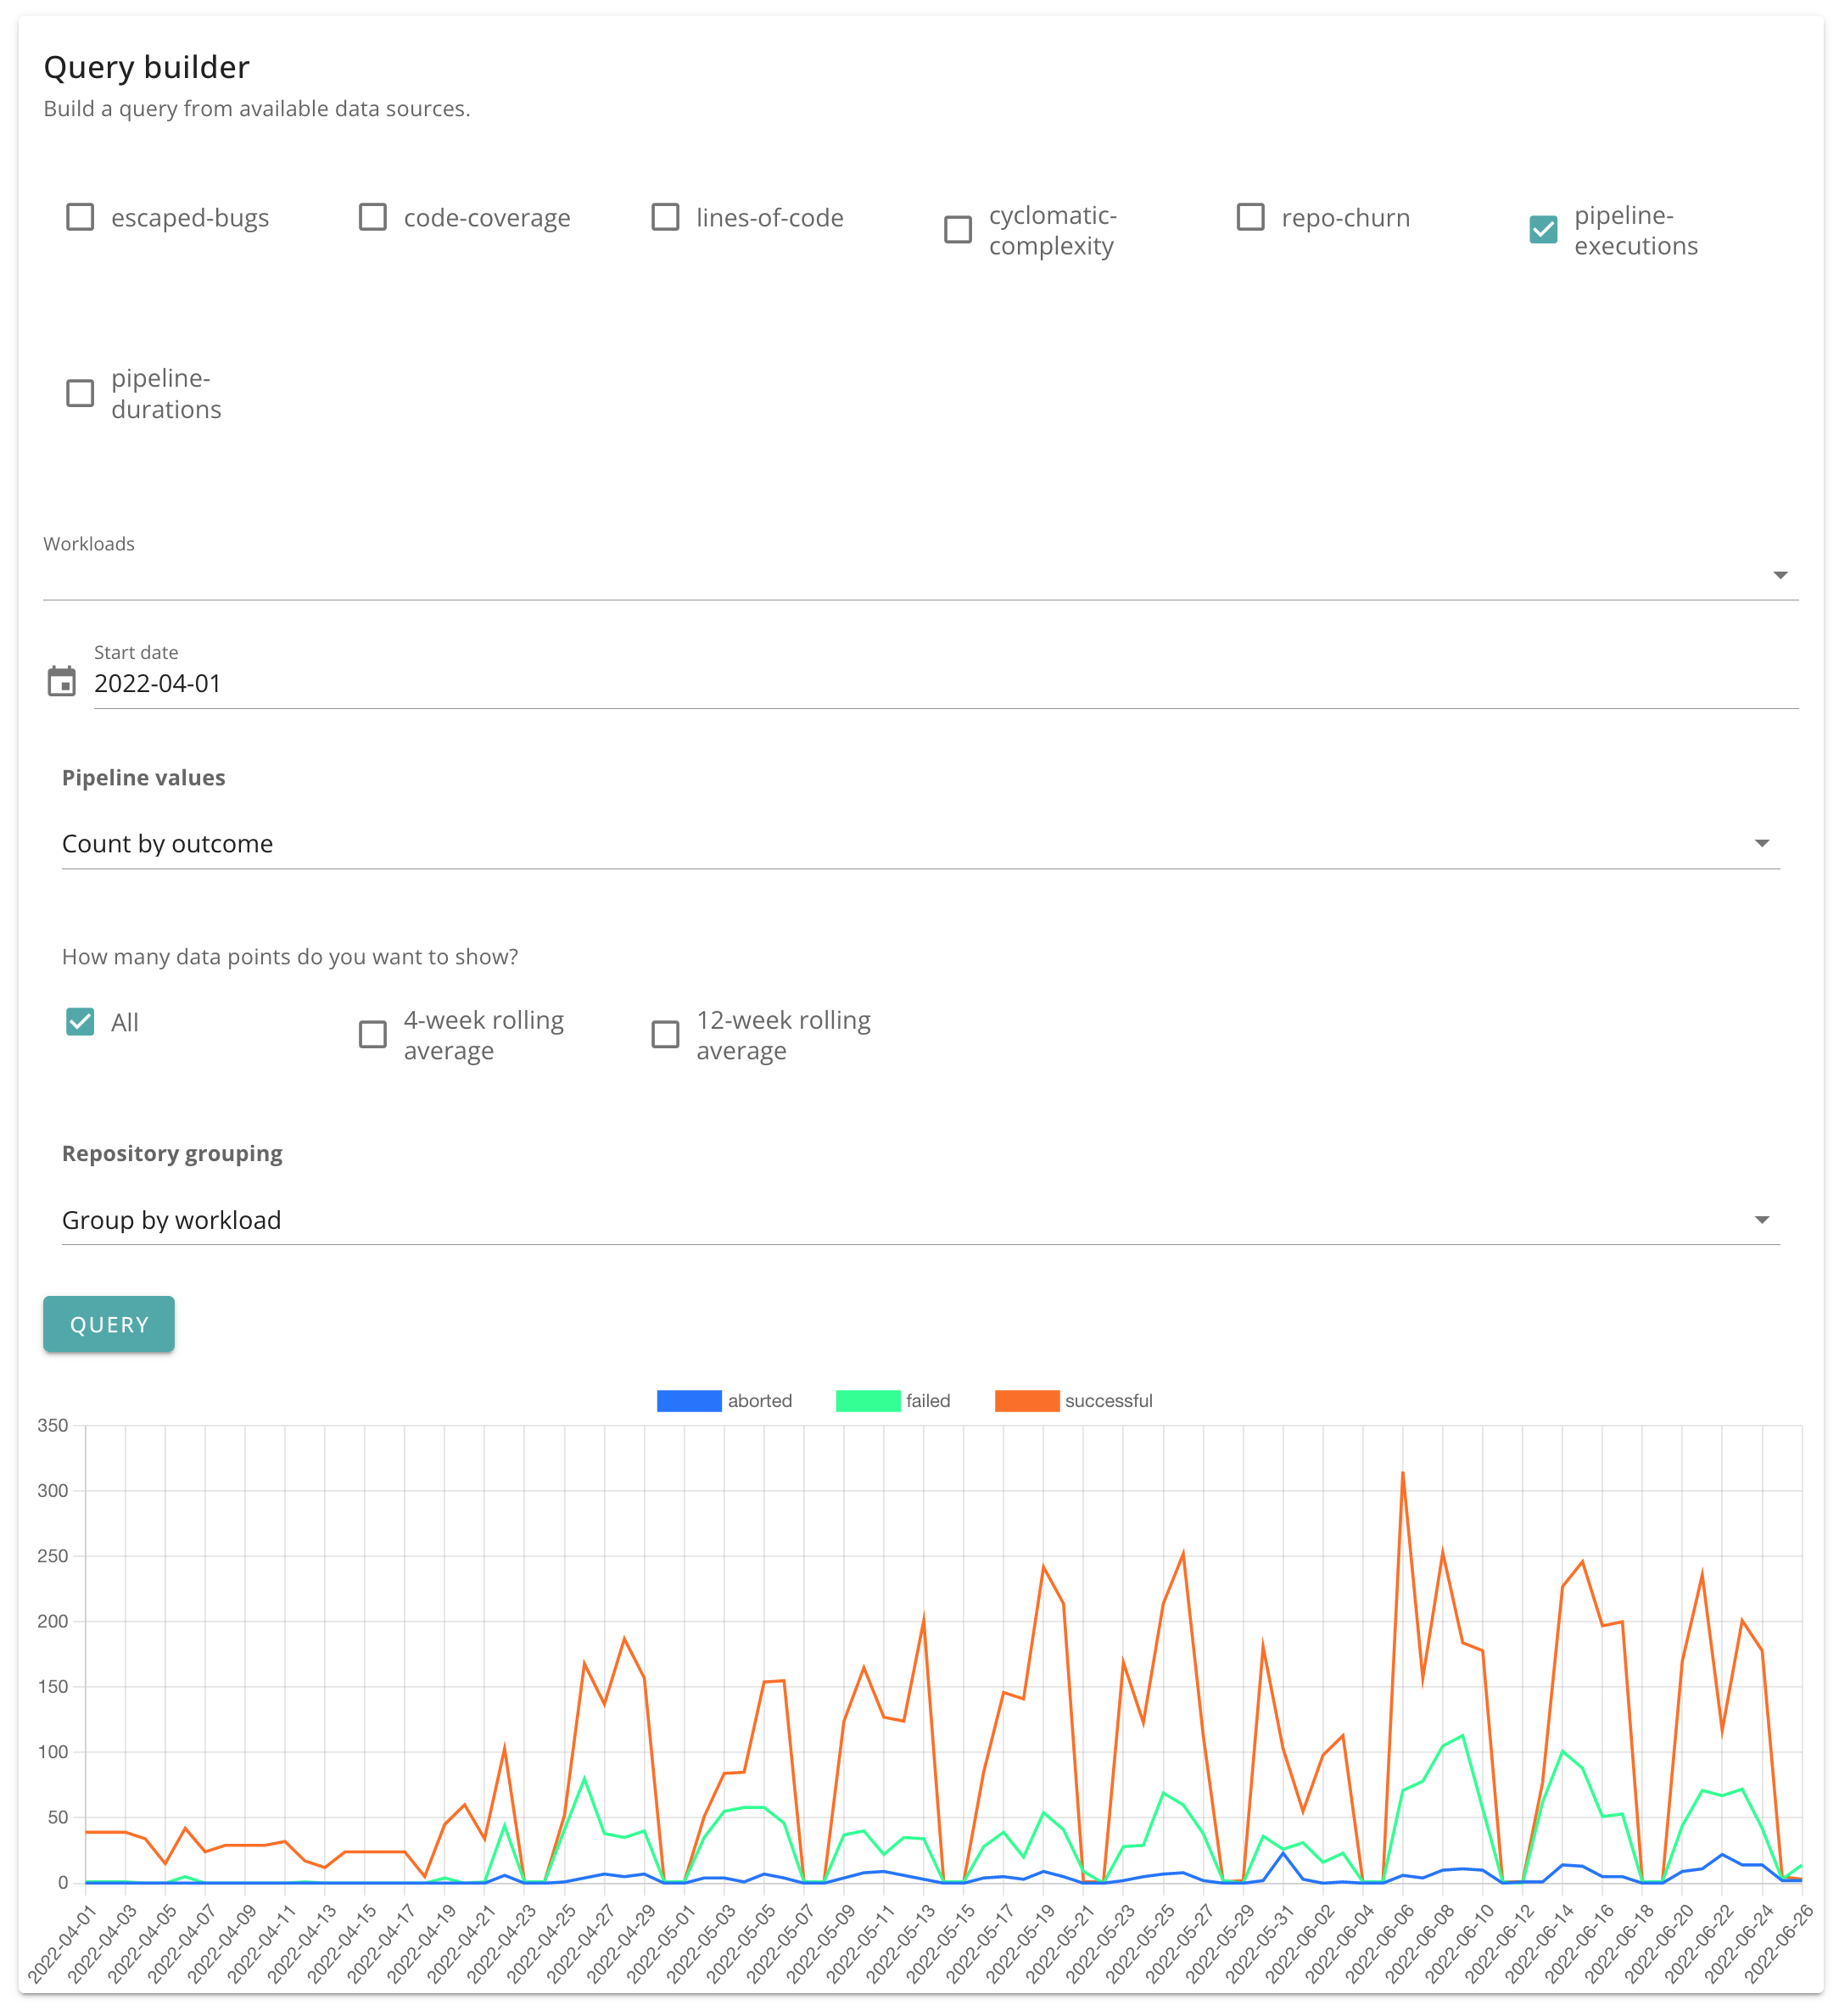 Query builder
Build a query from available data sources.
escaped-bugs
code-coverage
lines-of-code
cyclomatic-
complexity
repo-churn
pipeline-
executions
pipeline-
durations
Workloads
Start date
2022-04-01
Pipeline values
Count by outcome
How many data points do you want to show?
All
4-week rolling
average
12-week rolling
average
Repository grouping
Group by workload
QUERY
aborted
failed
successful
350
300
250
200
150
100
50
0
2022-04-01
2022-04-03
2022-04-05
2022-04-07
2022-04-09
2022-04-11
2022-04-13
2022-04-15
2022-04-17
2022-04-19
2022-04-21
2022-04-23
2022-04-25
2022-04-27
2022-04-29
2022-05-01
2022-05-03
2022-05-05
2022-05-07
2022-05-09
2022-05-11
2022-05-13
2022-05-15
2022-05-17
2022-05-19
2022-05-21
2022-05-23
2022-05-25
2022-05-27
2022-05-29
2022-05-31
2022-06-02
2022-06-04
2022-06-06
2022-06-08
2022-06-10
2022-06-12
2022-06-14
2022-06-16
2022-06-18
2022-06-20
2022-06-22
2022-06-24
2022-06-26